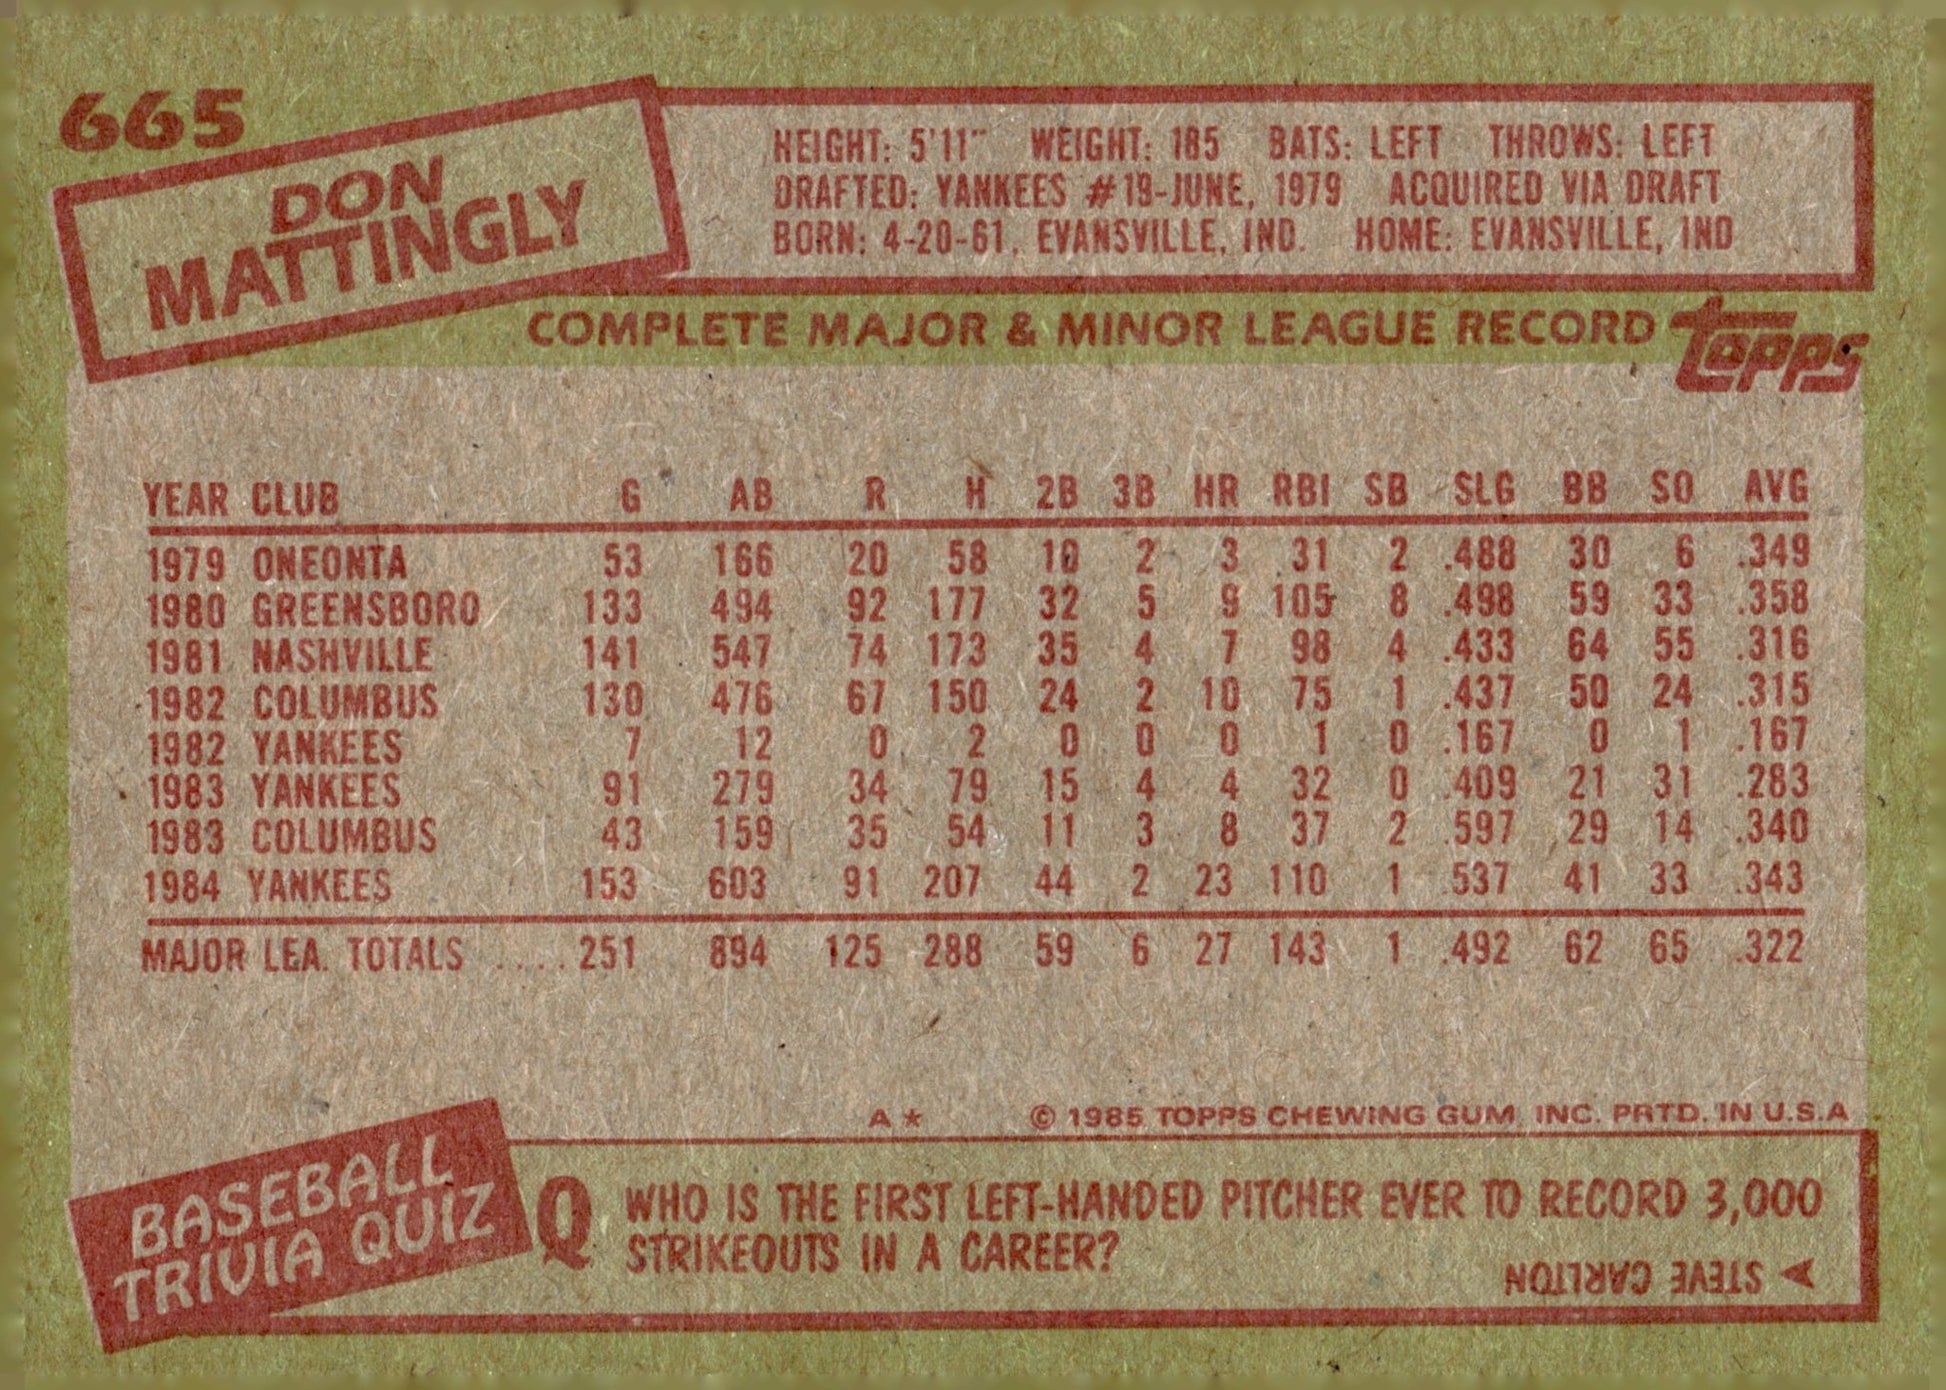 665
DON
MATTINGLY
HEIGHT: 5'11" WEIGHT: 185 BATS: LEFT THROWS: LEFT
DRAFTED: YANKEES #19-JUNE, 1979 ACQUIRED VIA DRAFT
BORN: 4-20-61, EVANSVILLE, IND. HOME: EVANSVILLE, IND
COMPLETE MAJOR & MINOR LEAGUE RECORD topps
YEAR CLUB G AB R H 2B 3B HR RBI SB SLG BB SO AVG
1979 ONEONTA 53 166 20 58 10 2 3 31 2 .488 30 6 .349
1980 GREENSBORO 133 494 92 177 32 5 9 105 8 .498 59 33 .358
1981 NASHVILLE 141 547 74 173 35 4 7 98 4 .433 64 55 .316
1982 COLUMBUS 130 476 67 150 24 2 10 75 1 .437 50 24 .315
1982 YANKEES 7 12 0 2 0 0 0 1 0 .167 0 1 .167
1983 YANKEES 91 279 34 79 15 4 4 32 0 .409 21 31 .283
1983 COLUMBUS 43 159 35 54 11 3 8 37 2 .597 29 14 .340
1984 YANKEES 153 603 91 207 44 2 23 110 1 .537 41 33 .343
MAJOR LEA. TOTALS .... 251 894 125 288 59 6 27 143 1 .492 62 65 .322
A* © 1985 TOPPS CHEWING GUM, INC. PRTD. IN U.S.A
BASEBALL
TRIVIA QUIZ
Q WHO IS THE FIRST LEFT-HANDED PITCHER EVER TO RECORD 3,000
STRIKEOUTS IN A CAREER?
A STEVE CARLTON